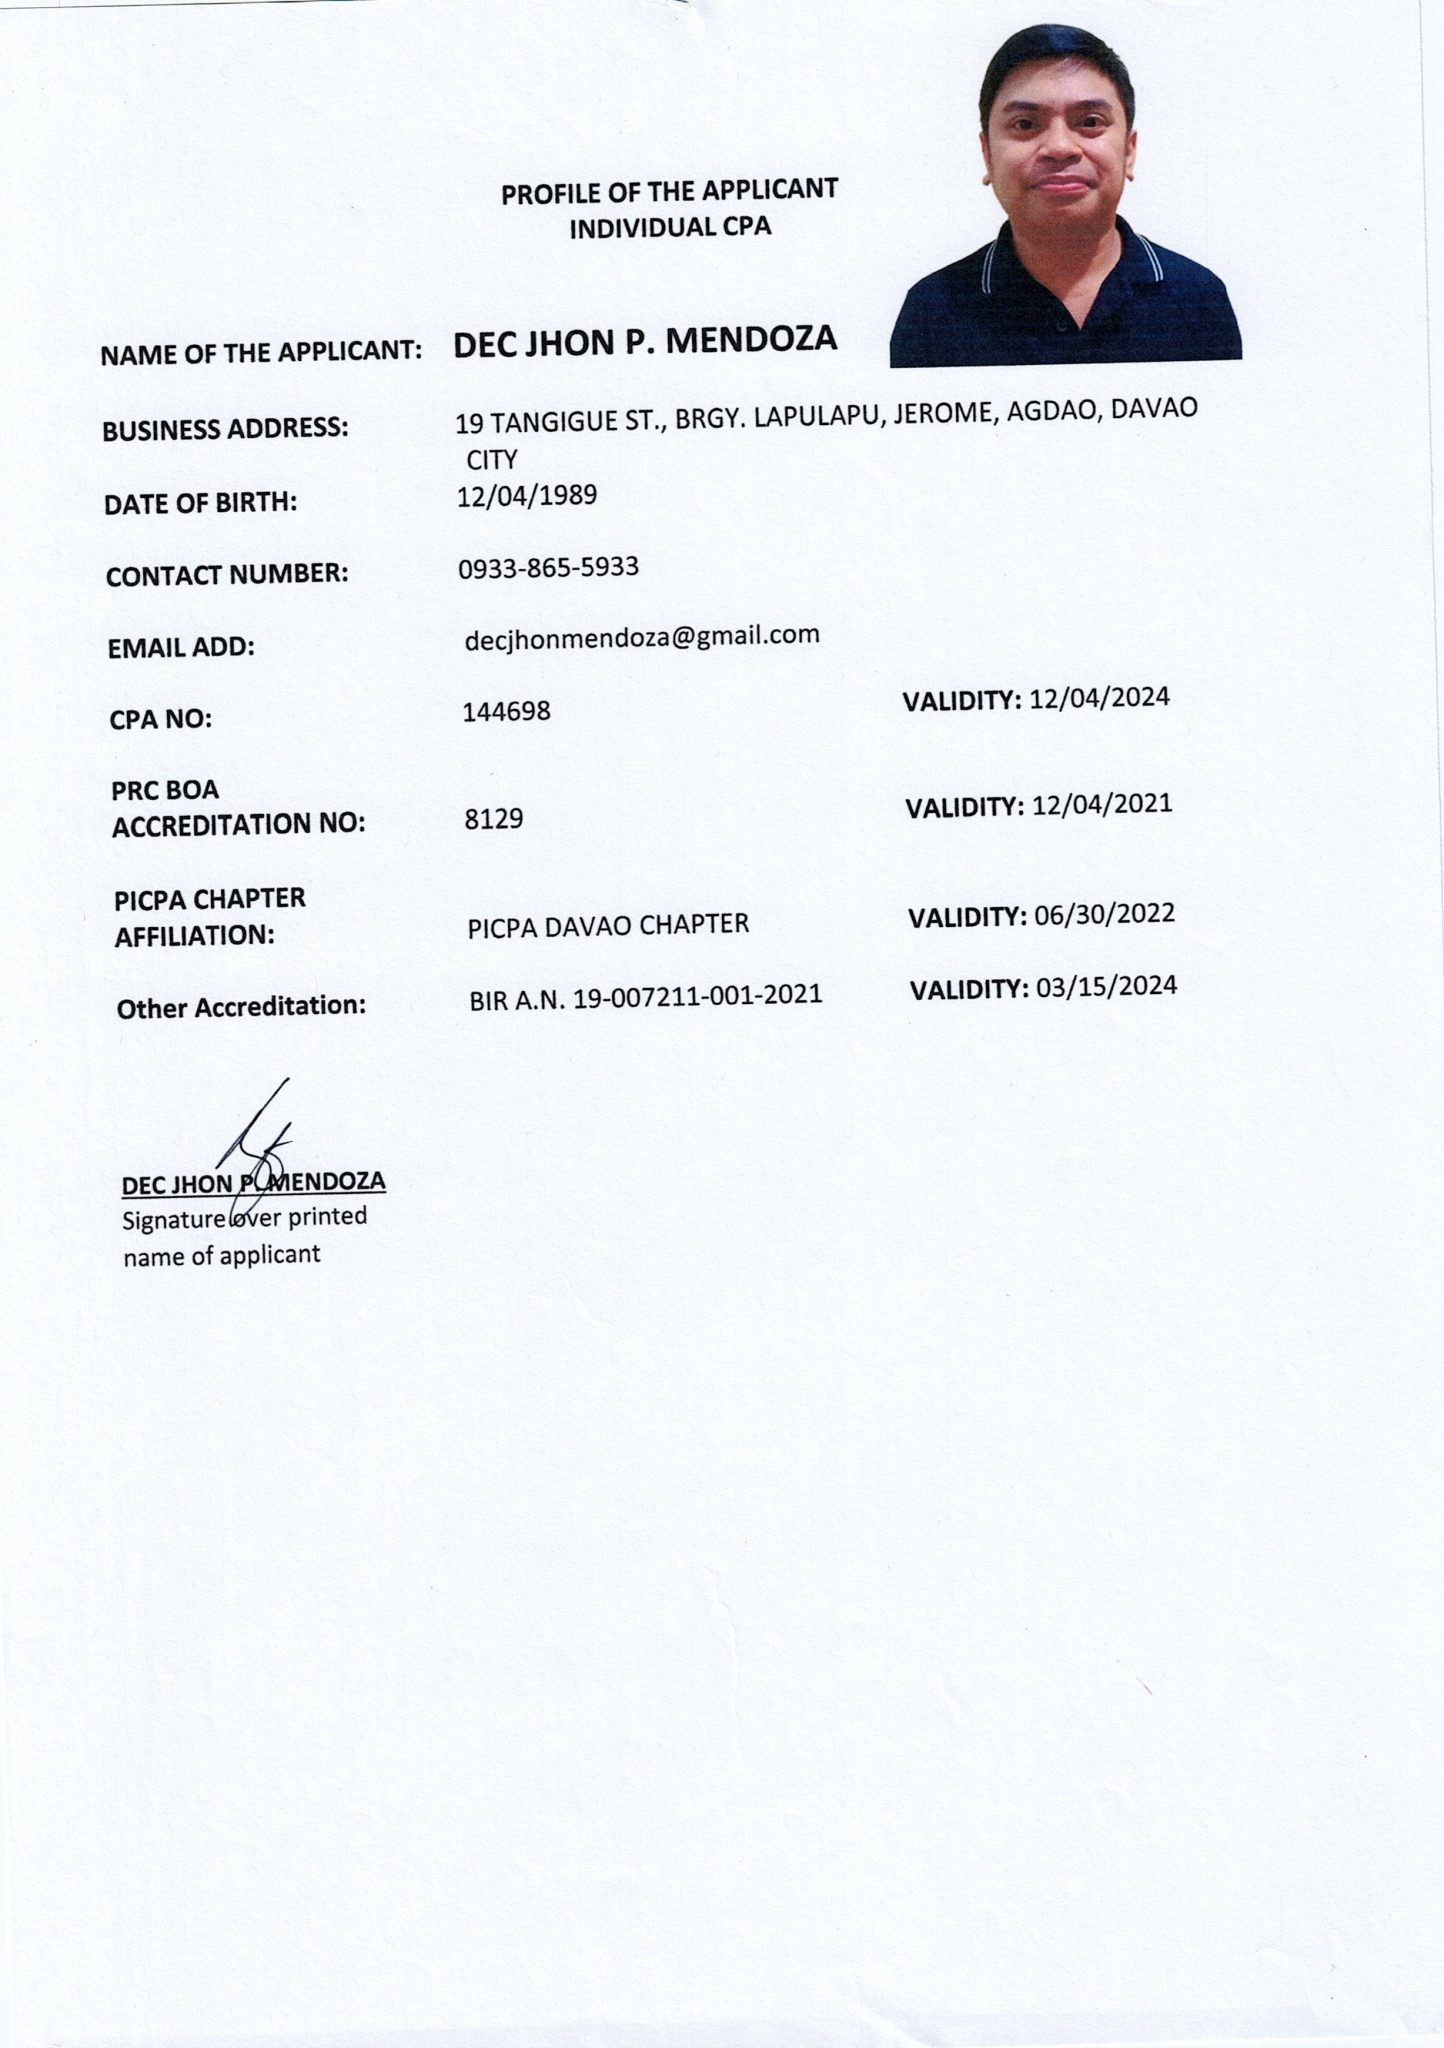 PROFILE OF THE APPLICANT
INDIVIDUAL CPA
NAME OF THE APPLICANT: DEC JHON P. MENDOZA
BUSINESS ADDRESS: 19 TANGIGUE ST., BRGY. LAPULAPU, JEROME, AGDAO, DAVAO
CITY
DATE OF BIRTH: 12/04/1989
CONTACT NUMBER: 0933-865-5933
EMAIL ADD: decjhonmendoza@gmail.com
CPA NO: 144698 VALIDITY: 12/04/2024
PRC BOA
ACCREDITATION NO: 8129 VALIDITY: 12/04/2021
PICPA CHAPTER
AFFILIATION: PICPA DAVAO CHAPTER VALIDITY: 06/30/2022
Other Accreditation: BIR A.N. 19-007211-001-2021 VALIDITY: 03/15/2024
DEC JHON P. MENDOZA
Signature over printed
name of applicant